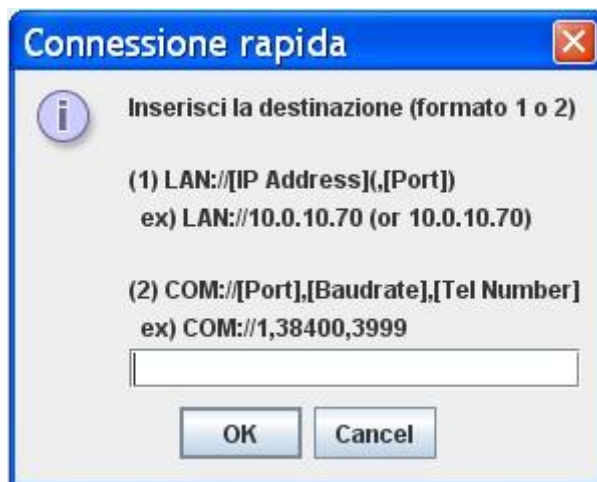 Connessione rapida
Inserisci la destinazione (formato 1 o 2)
(1) LAN://[IP Address](,[Port])
ex) LAN://10.0.10.70 (or 10.0.10.70)
(2) COM://[Port],[Baudrate],[Tel Number]
ex) COM://1,38400,3999
OK
Cancel